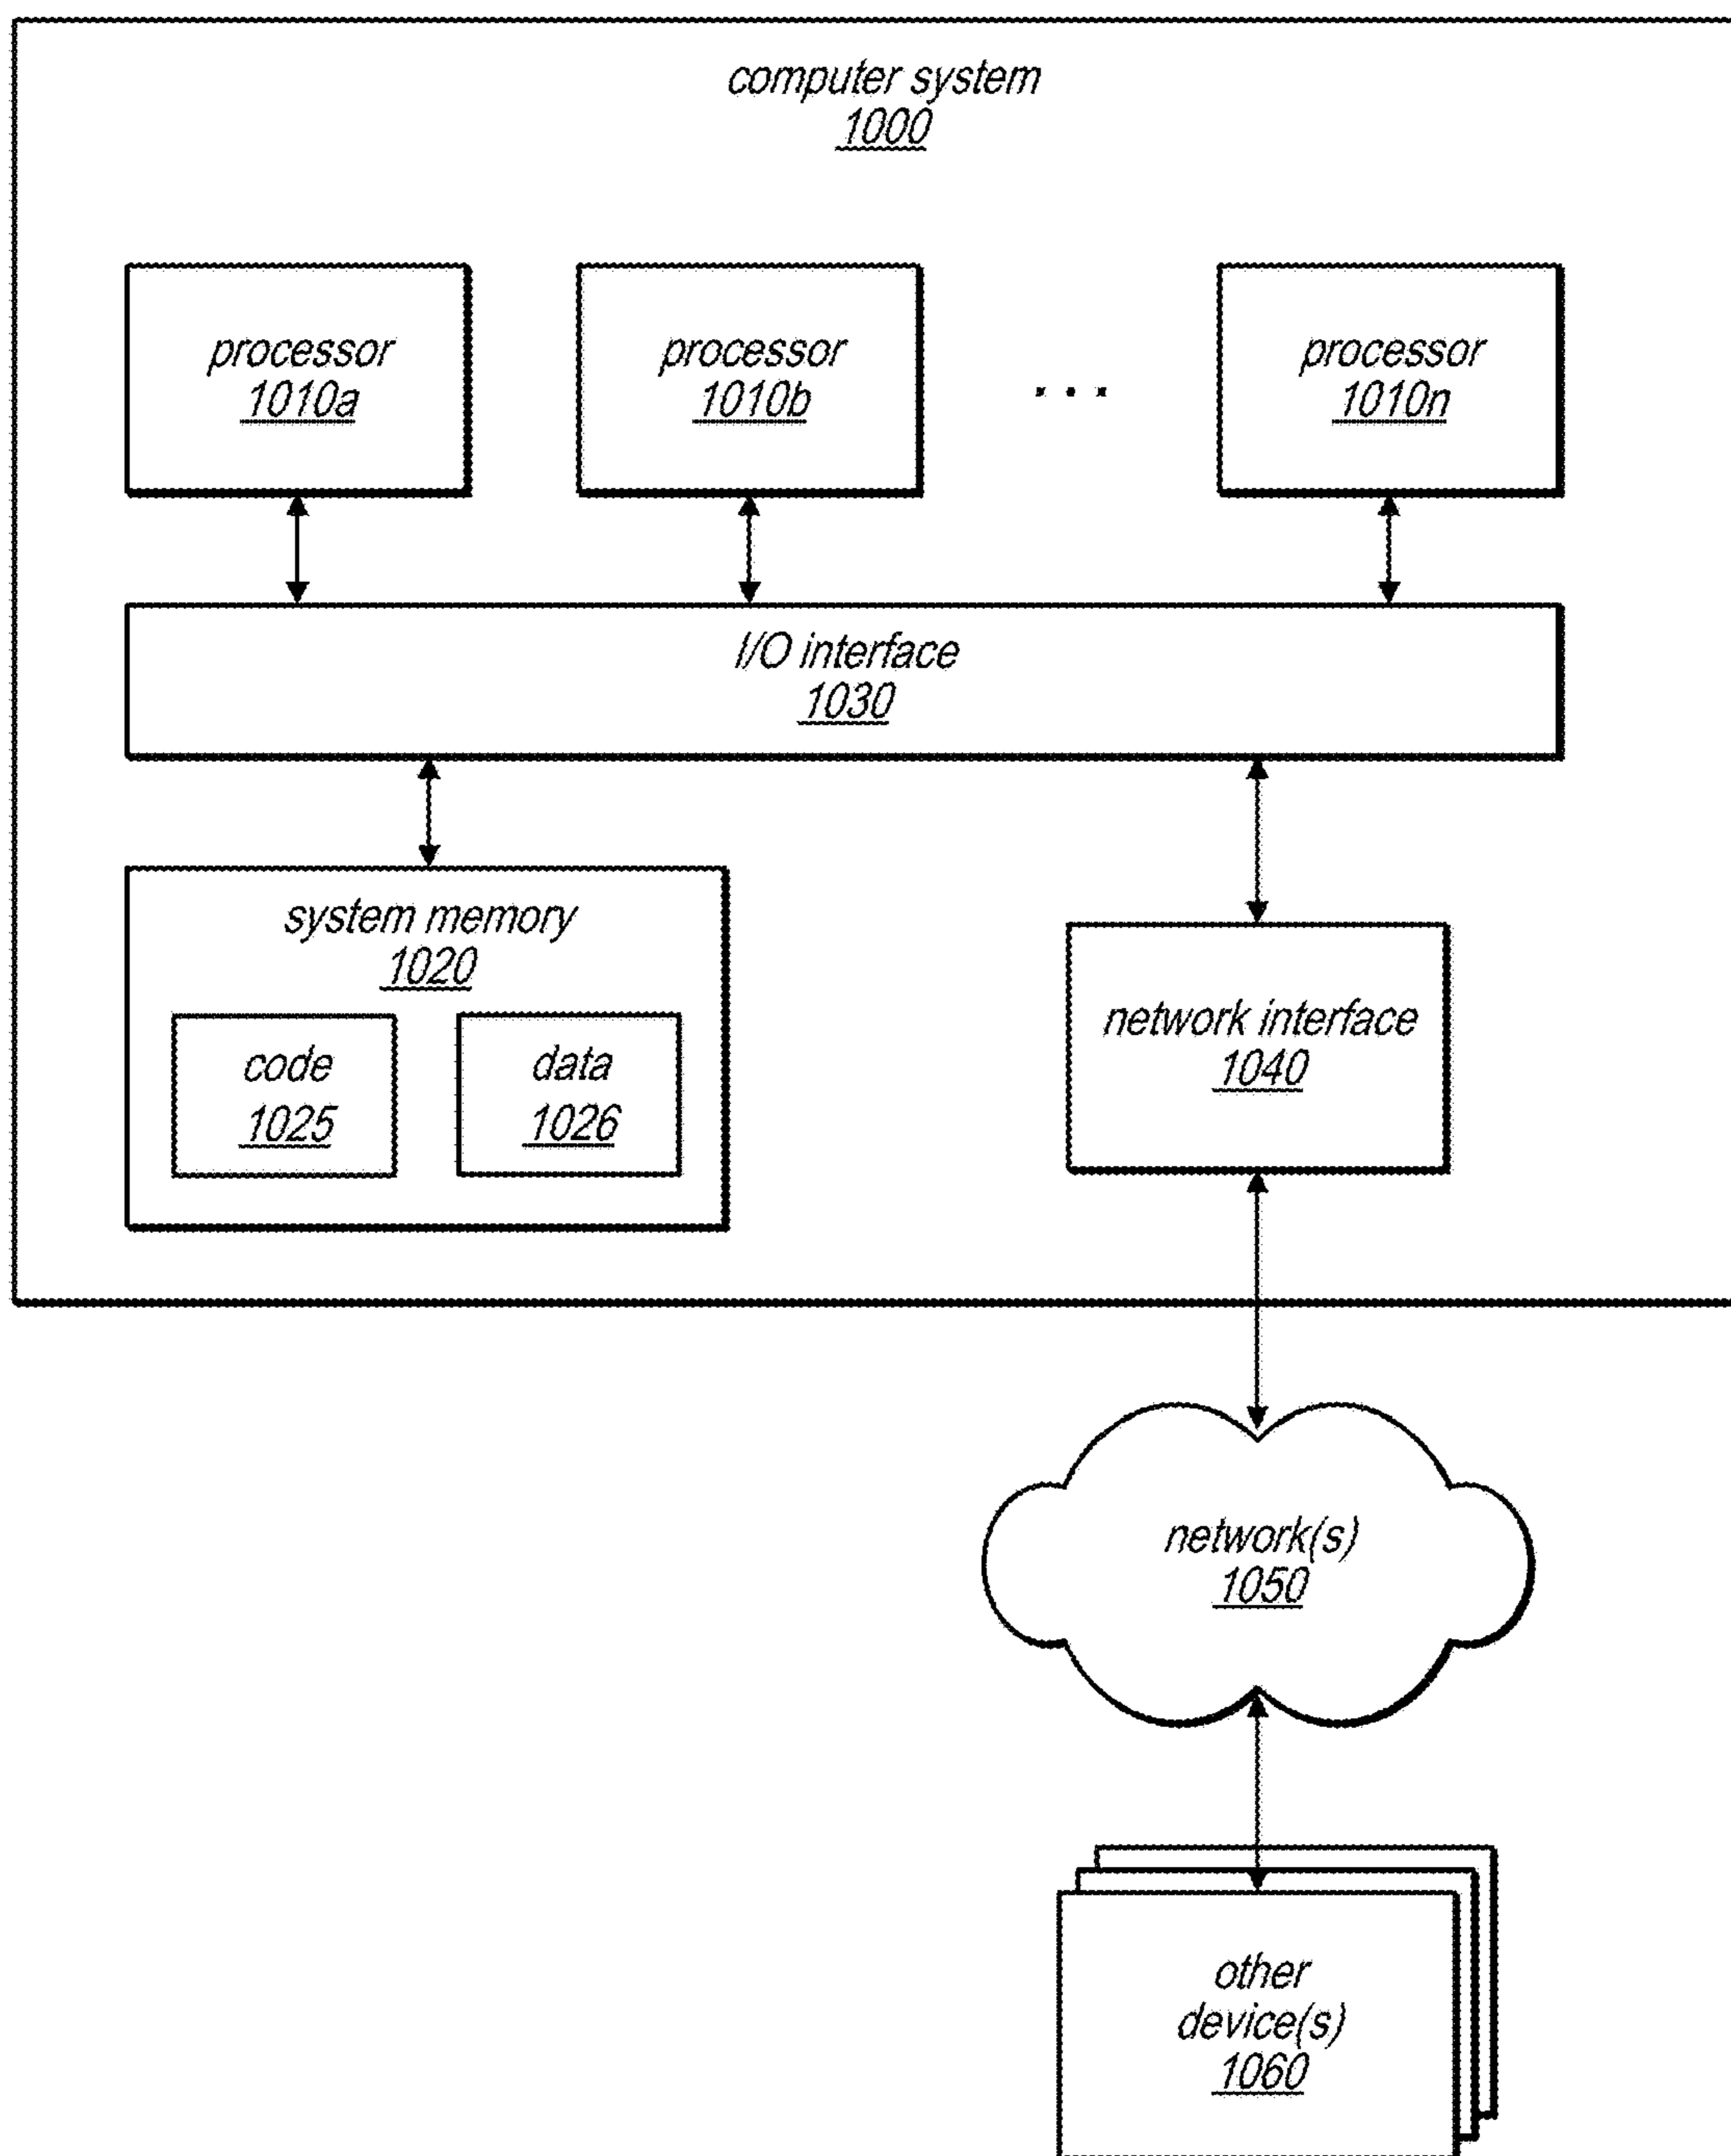 computer system
1000
processor
1010a
processor
1010b
. . .
processor
1010n
I/O interface
1030
system memory
1020
code
1025
data
1026
network interface
1040
network(s)
1050
other
device(s)
1060